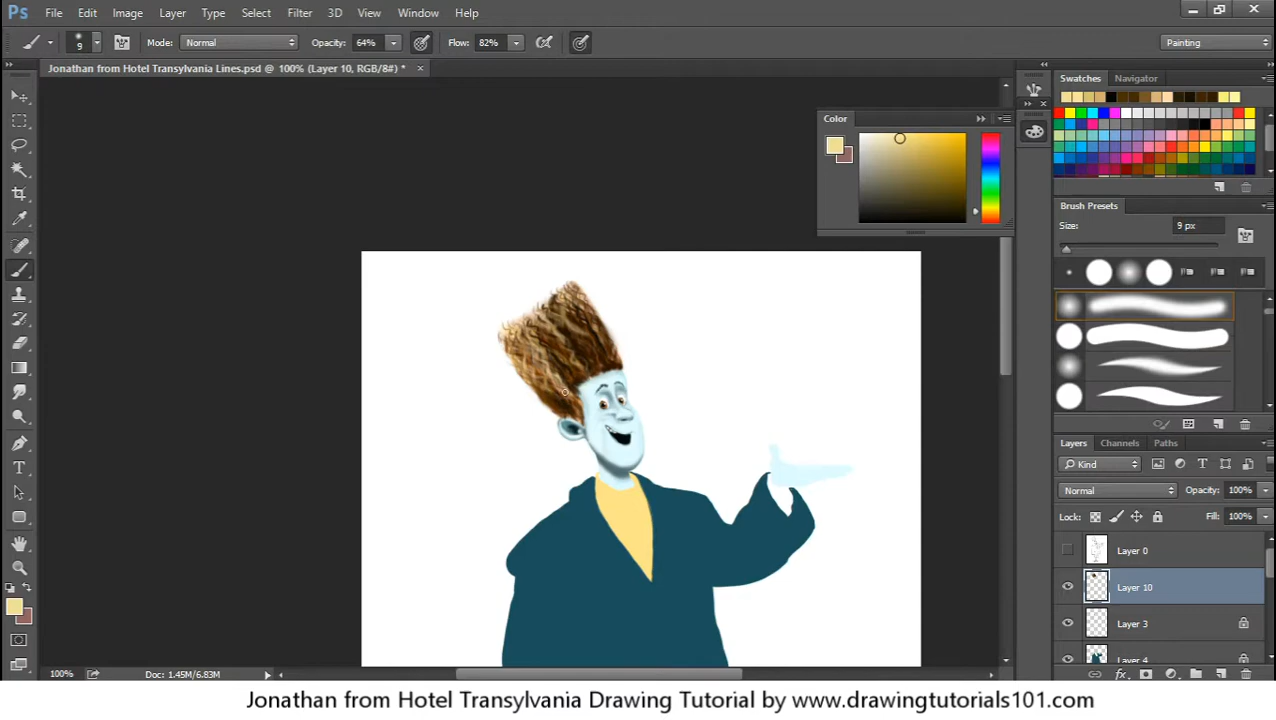 Ps File Edit Image Layer Type Select Filter 3D View Window Help
9 Mode: Normal Opacity: 64% Flow: 82% Painting
Jonathan from Hotel Transylvania Lines.psd @ 100% (Layer 10, RGB/8#) * ×
Swatches Navigator
Color
Brush Presets
Size: 9 px
Layers Channels Paths
Kind
Normal Opacity: 100%
Lock: Fill: 100%
Layer 0
Layer 10
Layer 3
Layer 4
100% Doc: 1.45M/6.83M
Jonathan from Hotel Transylvania Drawing Tutorial by www.drawingtutorials101.com